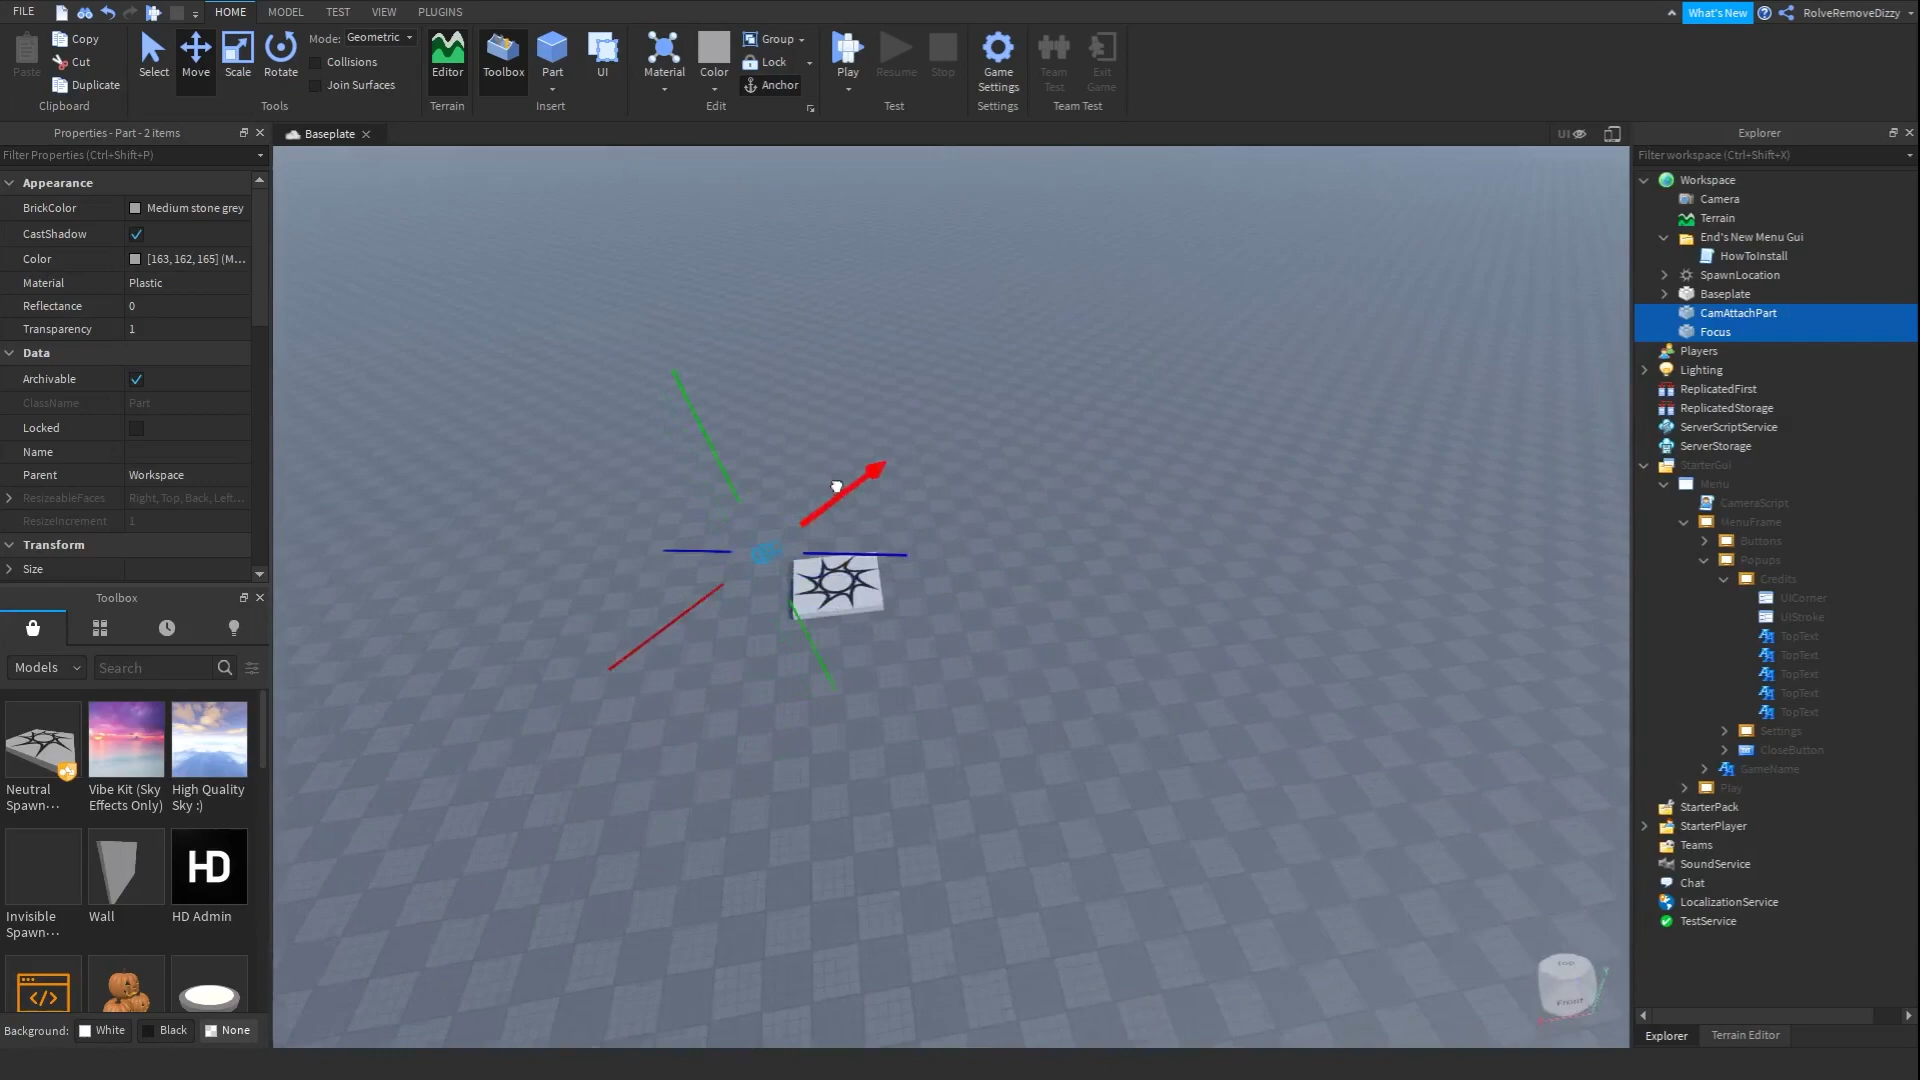 FILE HOME MODEL TEST VIEW PLUGINS What's New RolveRemoveDizzy
Paste Copy Cut Duplicate Clipboard
Select Move Scale Rotate Mode: Geometric Collisions Join Surfaces Tools
Editor Terrain
Toolbox Part UI Insert
Material Color Group Lock Anchor Edit
Play Resume Stop Test
Game Settings Settings
Team Test Exit Game Team Test
Properties - Part - 2 items
Filter Properties (Ctrl+Shift+P)
Appearance
BrickColor Medium stone grey
CastShadow
Color [163, 162, 165] (M...
Material Plastic
Reflectance 0
Transparency 1
Data
Archivable
ClassName Part
Locked
Name
Parent Workspace
ResizeableFaces Right, Top, Back, Left...
ResizeIncrement 1
Transform
Size
Toolbox
Models Search
Neutral Spawn...
Vibe Kit (Sky Effects Only)
High Quality Sky :)
Invisible Spawn...
Wall
HD
HD Admin
Background: White Black None
Baseplate
UI
Top
Front
Explorer
Filter workspace (Ctrl+Shift+X)
Workspace
Camera
Terrain
End's New Menu Gui
HowToInstall
SpawnLocation
Baseplate
CamAttachPart
Focus
Players
Lighting
ReplicatedFirst
ReplicatedStorage
ServerScriptService
ServerStorage
StarterGui
Menu
CameraScript
MenuFrame
Buttons
Popups
Credits
UICorner
UIStroke
TopText
TopText
TopText
TopText
TopText
Settings
CloseButton
GameName
Play
StarterPack
StarterPlayer
Teams
SoundService
Chat
LocalizationService
TestService
Explorer Terrain Editor